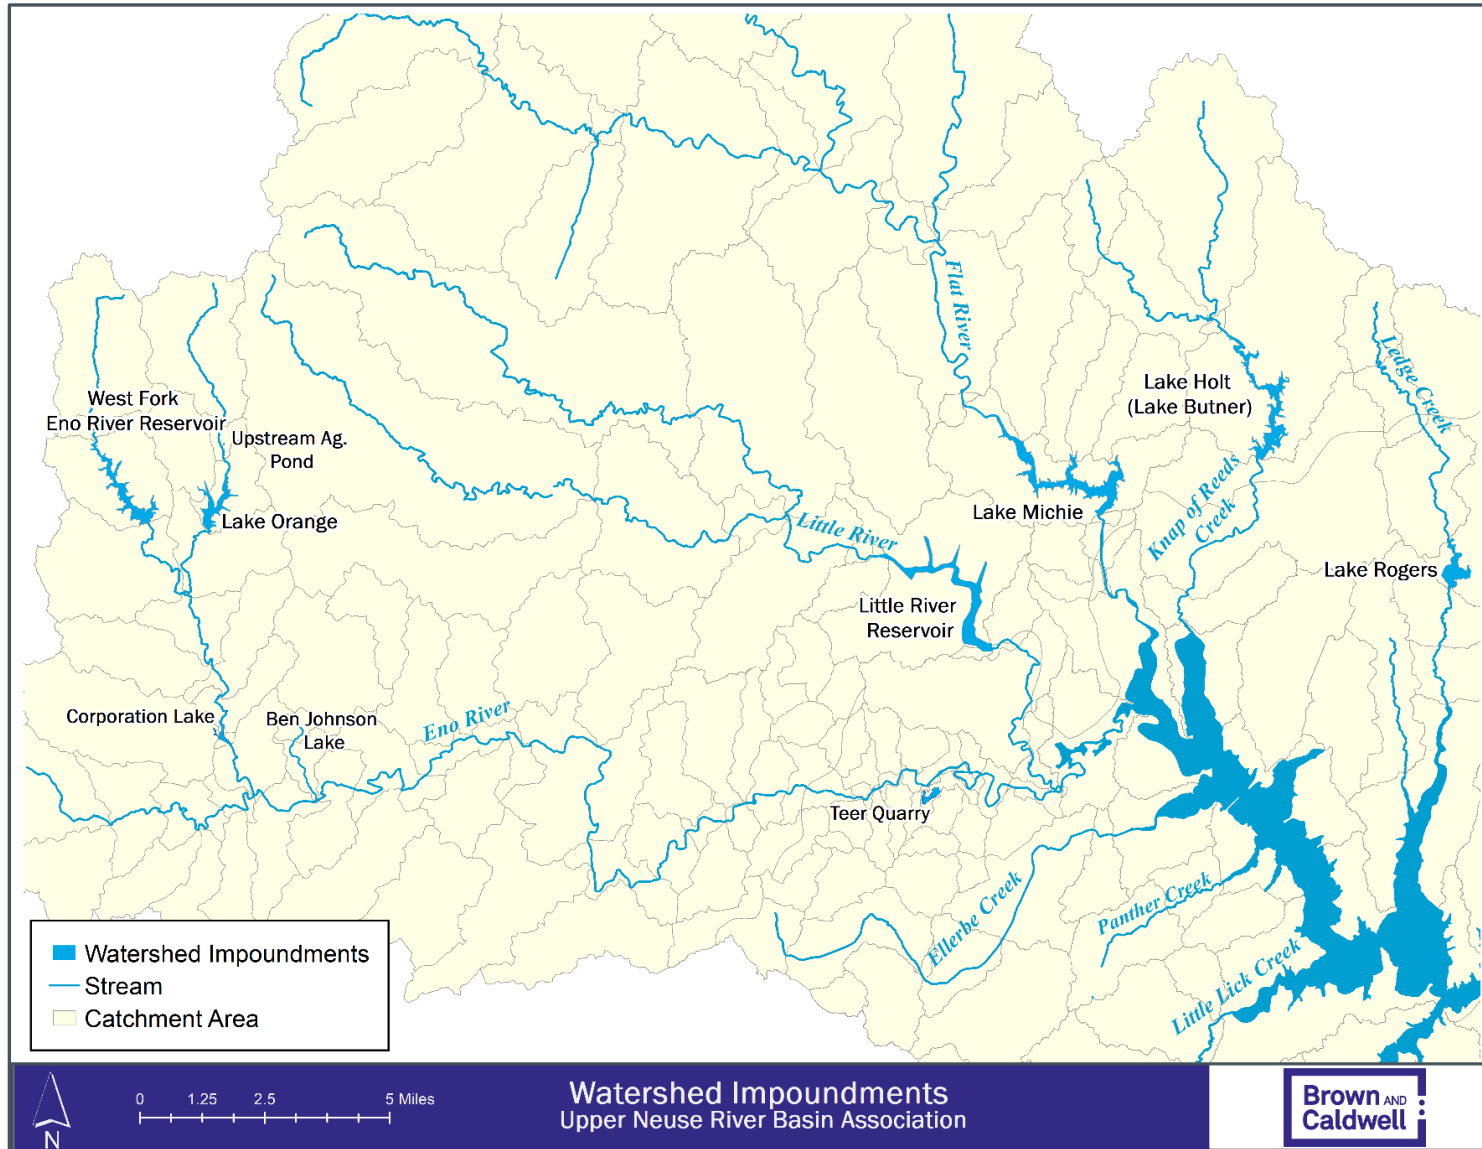 Flat River
Ledge Creek
West Fork
Eno River Reservoir
Upstream Ag.
Pond
Lake Orange
Lake Holt
(Lake Butner)
Knap of Reeds
Creek
Lake Michie
Little River
Lake Rogers
Little River
Reservoir
Corporation Lake
Ben Johnson
Lake
Eno River
Teer Quarry
Ellerbe Creek
Panther Creek
Little Lick Creek
Watershed Impoundments
Stream
Catchment Area
N
0 1.25 2.5 5 Miles
Watershed Impoundments
Upper Neuse River Basin Association
Brown AND
Caldwell